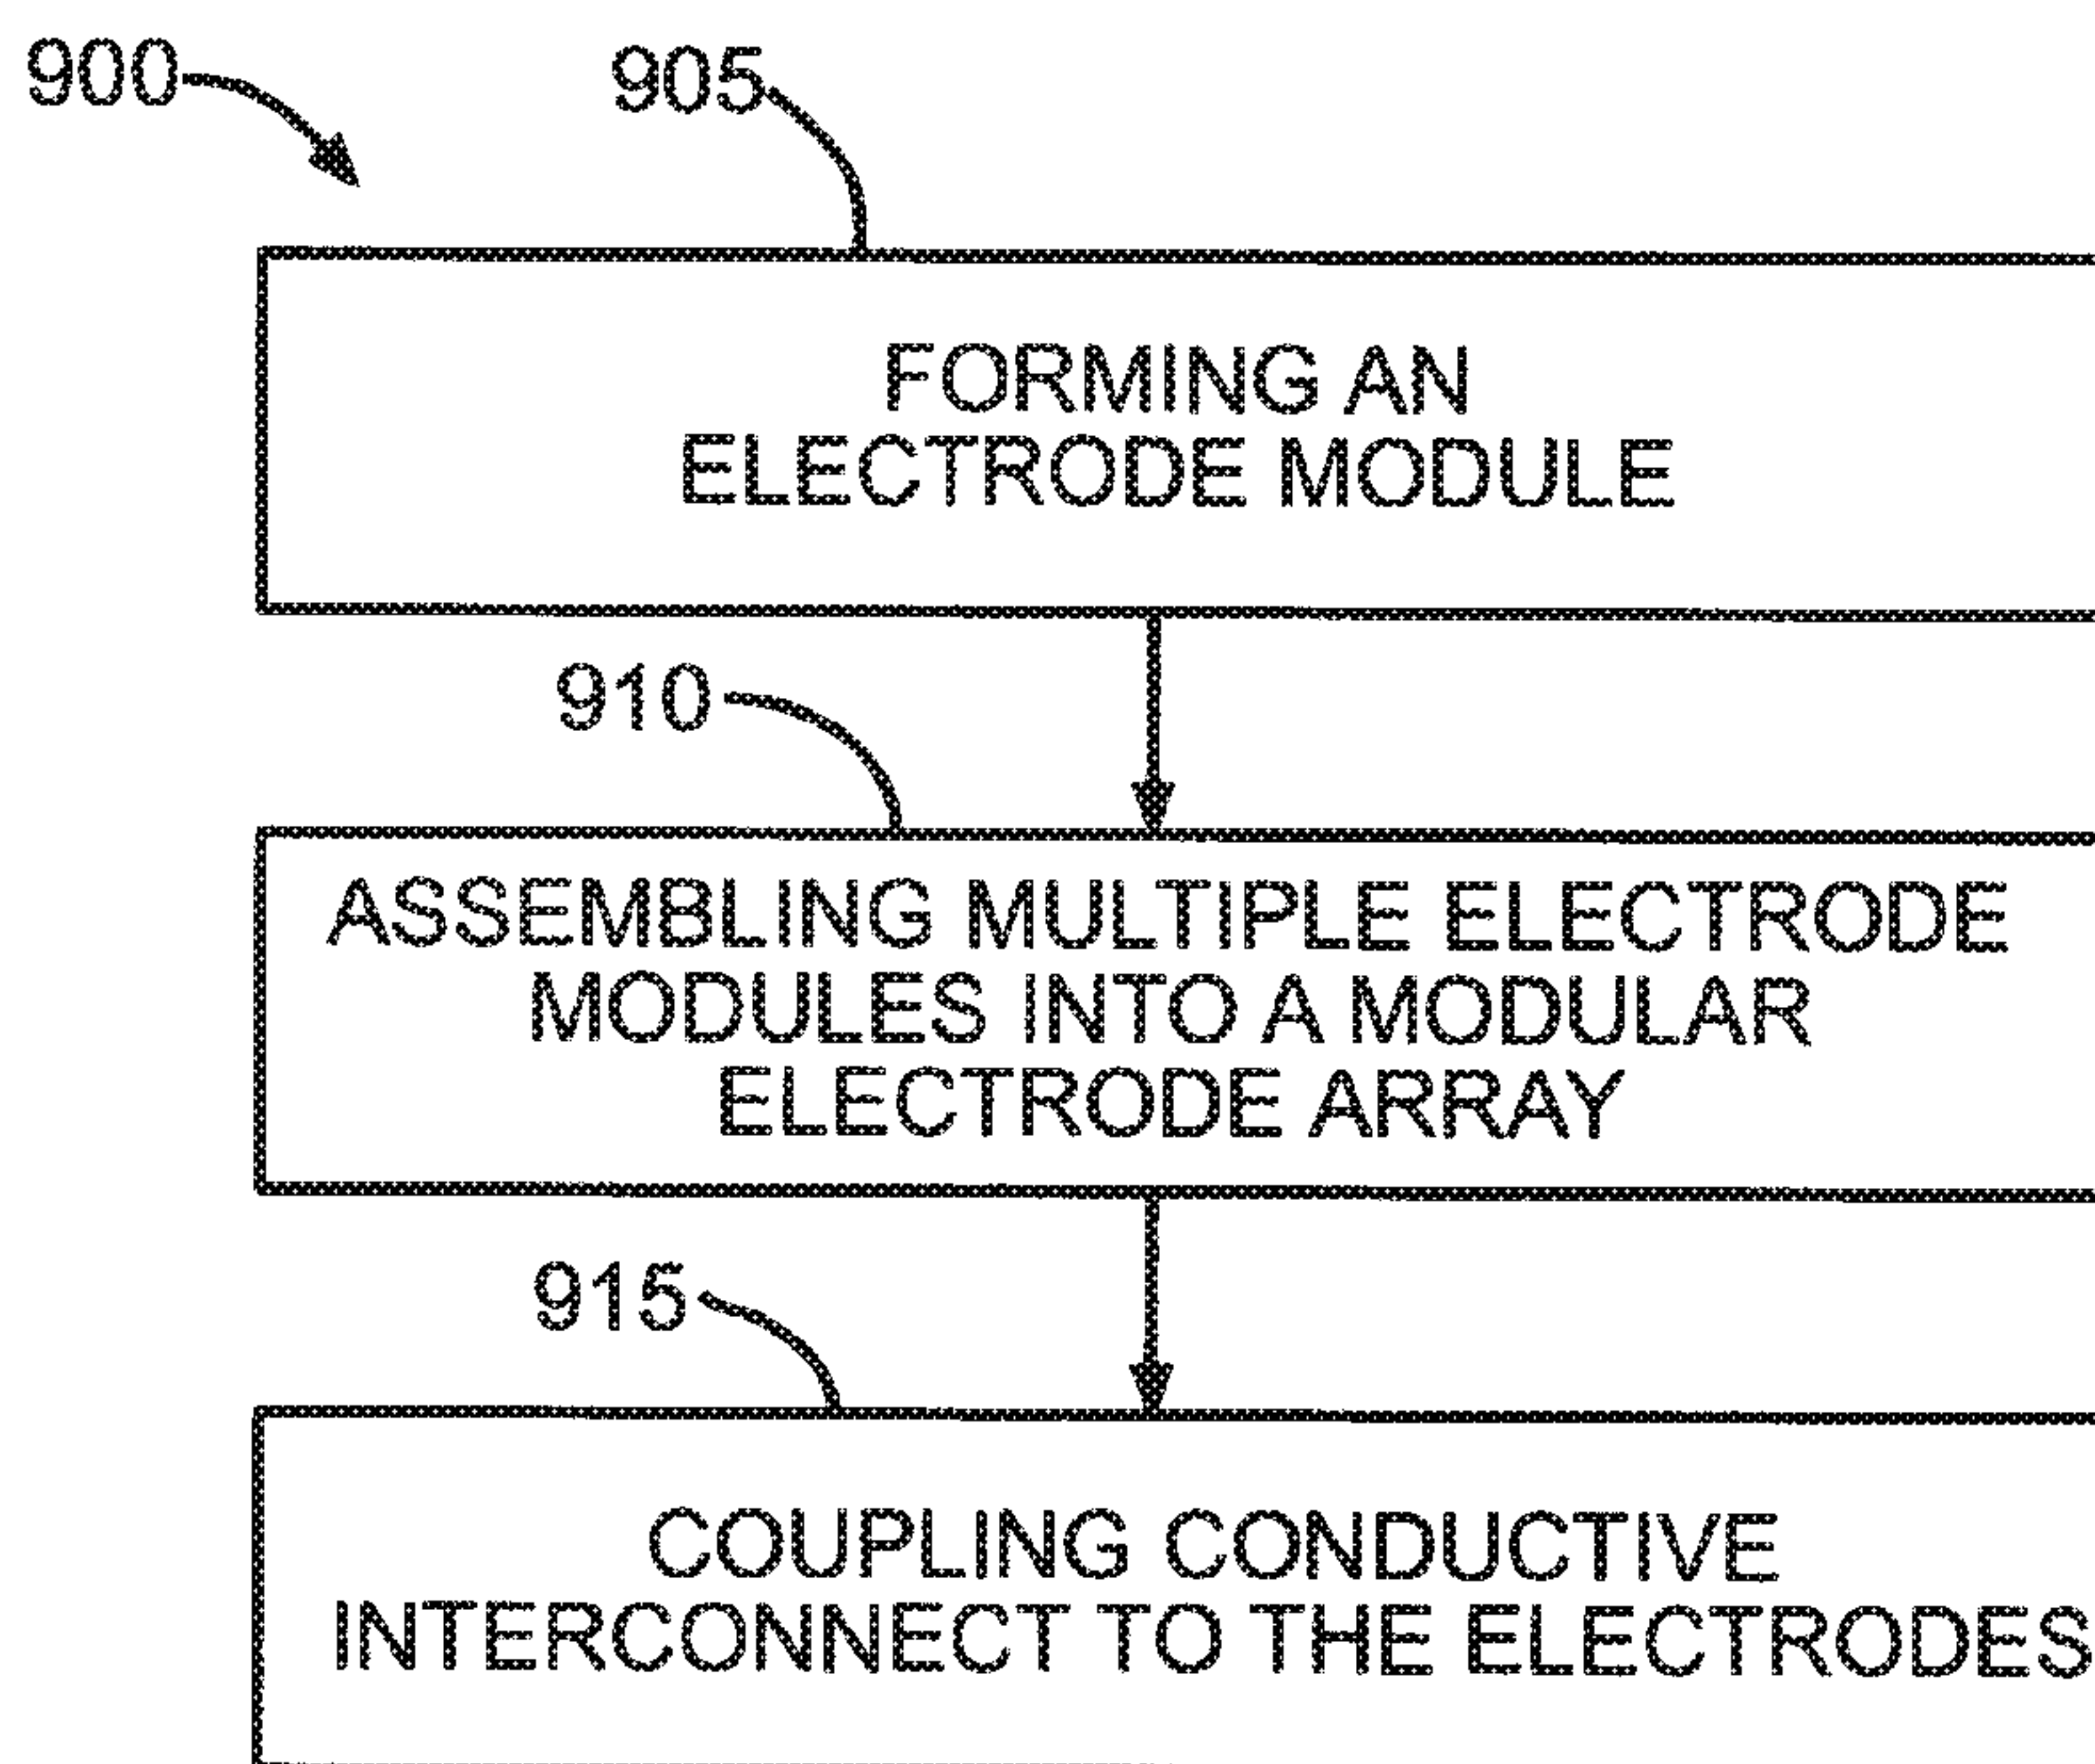 900
905
FORMING AN
ELECTRODE MODULE
910
ASSEMBLING MULTIPLE ELECTRODE
MODULES INTO A MODULAR
ELECTRODE ARRAY
915
COUPLING CONDUCTIVE
INTERCONNECT TO THE ELECTRODES